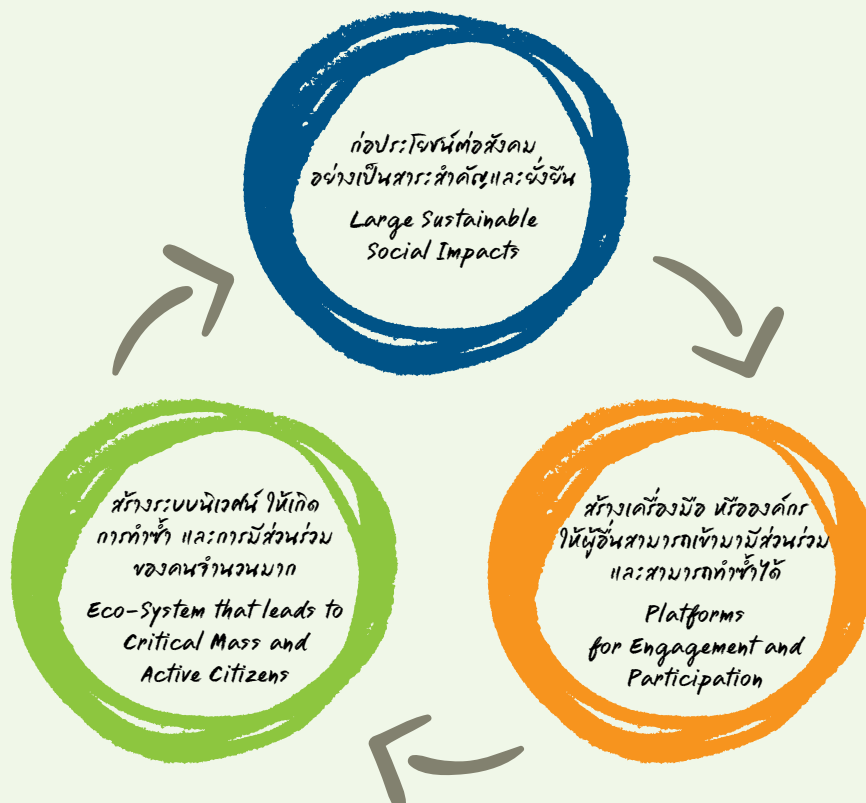 ก่อประโยชน์ต่อสังคม
อย่างเป็นสาระสำคัญและยั่งยืน
Large Sustainable
Social Impacts
สร้างระบบนิเวศน์ ให้เกิด
การทำซ้ำ และการมีส่วนร่วม
ของคนจำนวนมาก
Eco-System that leads to
Critical Mass and
Active Citizens
สร้างเครื่องมือ หรือองค์กร
ให้ผู้อื่นสามารถเข้ามามีส่วนร่วม
และสามารถทำซ้ำได้
Platforms
for Engagement and
Participation